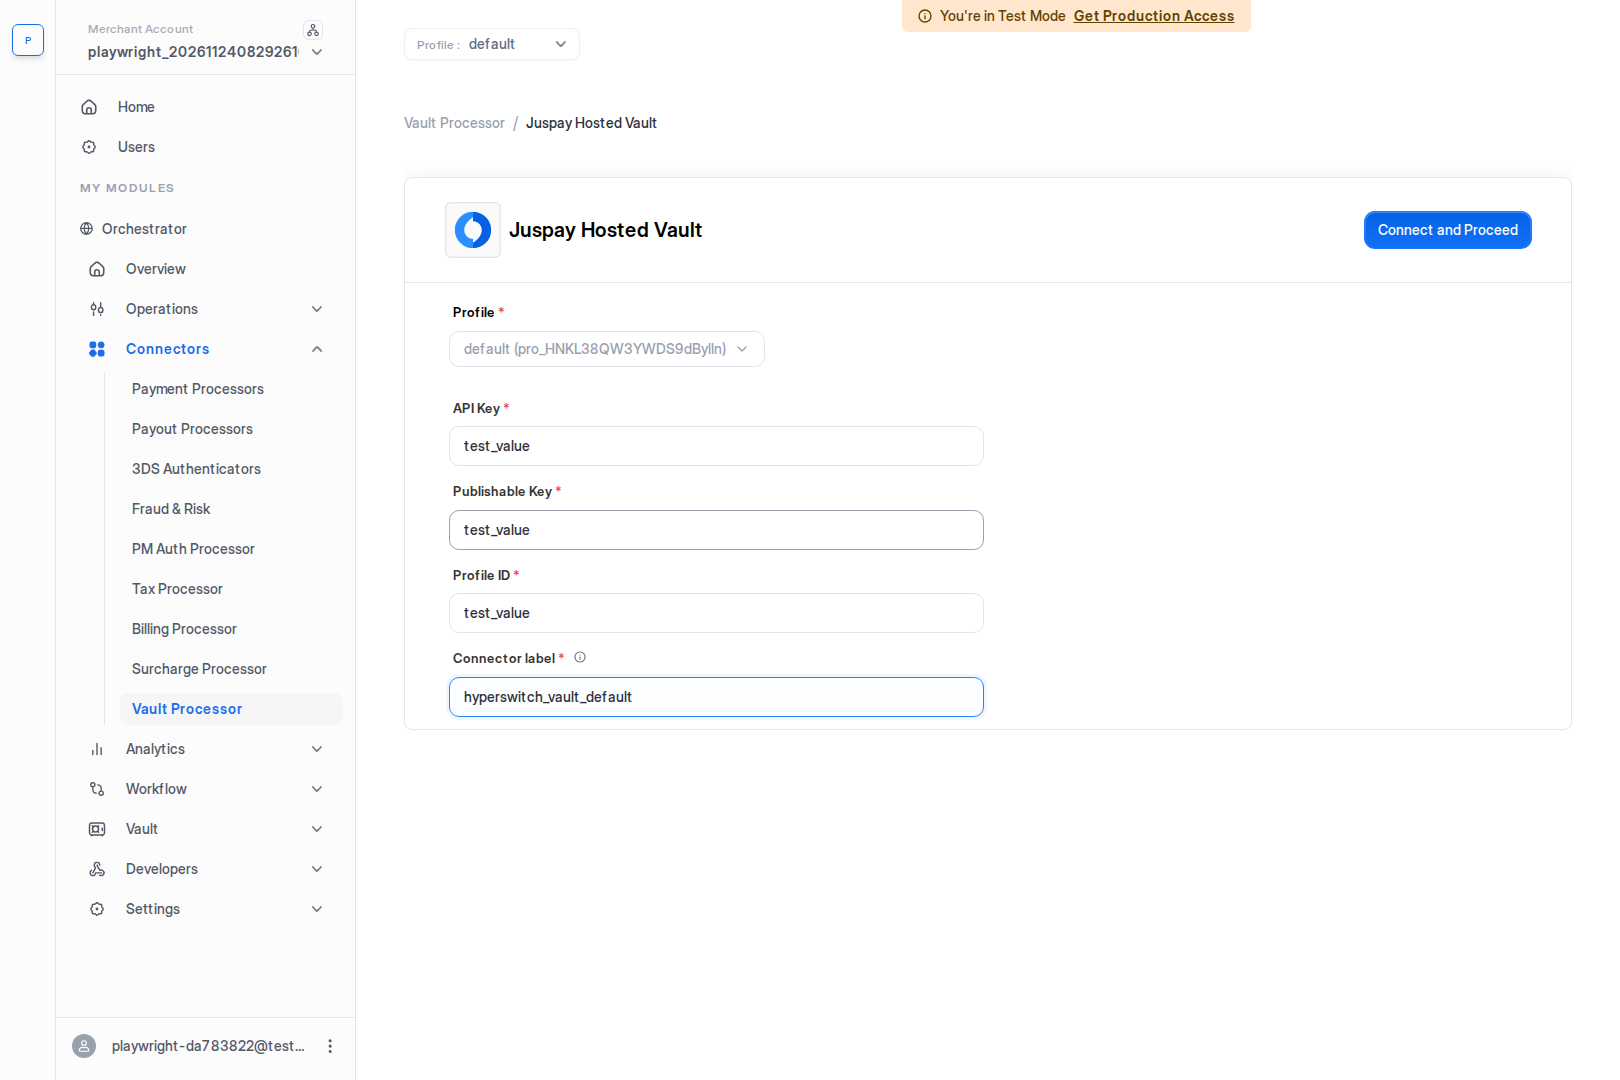 P
Merchant Account
playwright_2026112408292610
Home
Users
MY MODULES
Orchestrator
Overview
Operations
Connectors
Payment Processors
Payout Processors
3DS Authenticators
Fraud & Risk
PM Auth Processor
Tax Processor
Billing Processor
Surcharge Processor
Vault Processor
Analytics
Workflow
Vault
Developers
Settings
playwright-da783822@test...
You're in Test Mode Get Production Access
Profile : default
Vault Processor / Juspay Hosted Vault
Juspay Hosted Vault
Connect and Proceed
Profile *
default (pro_HNKL38QW3YWDS9dBylln)
API Key *
test_value
Publishable Key *
test_value
Profile ID *
test_value
Connector label *
hyperswitch_vault_default